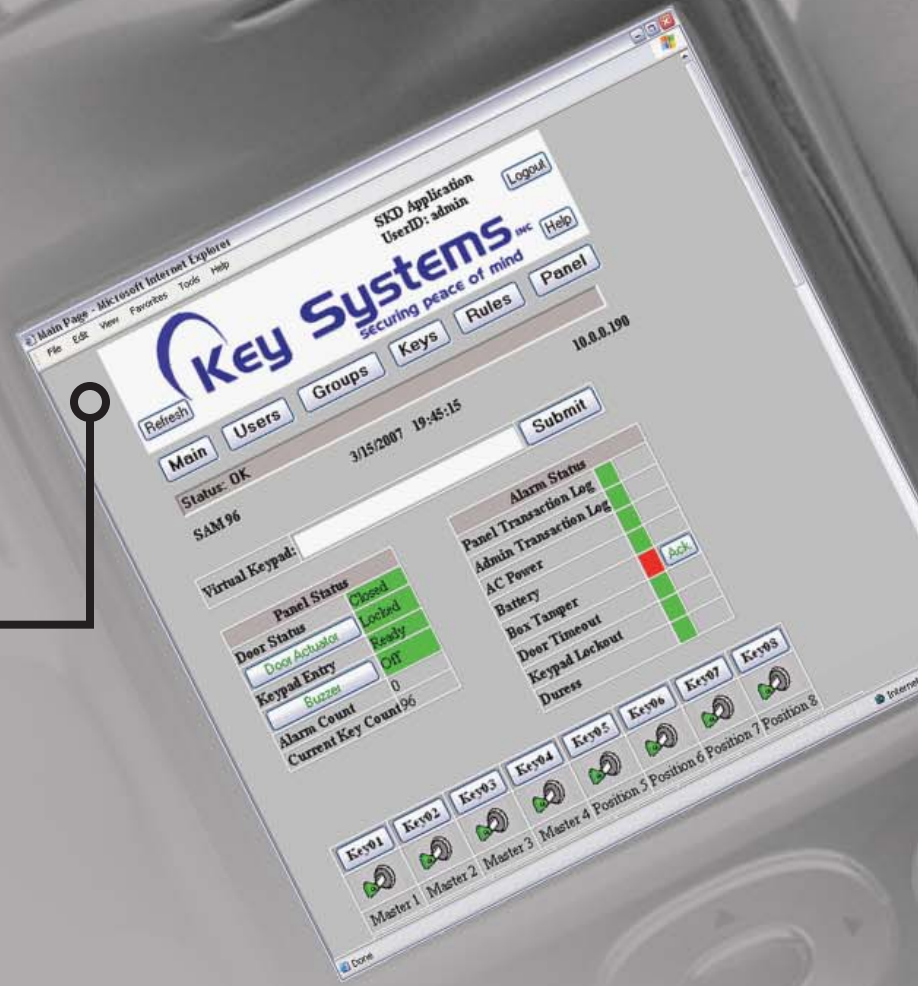 Main Page - Microsoft Internet Explorer
File Edit View Favorites Tools Help
SKD Application
UserID: admin
Logout
Key Systems INC
securing peace of mind
Help
Refresh
Main Users Groups Keys Rules Panel
Status: OK 3/15/2007 19:45:15 10.0.0.190
SAM 96
Virtual Keypad: Submit
Panel Status
Door Status Closed
Door Actuator Locked
Keypad Entry Ready
Buzzer Off
Alarm Count 0
Current Key Count 96
Alarm Status
Panel Transaction Log
Admin Transaction Log
AC Power
Battery Ack
Box Tamper
Door Timeout
Keypad Lockout
Duress
Key01 Key02 Key03 Key04 Key05 Key06 Key07 Key08
Master 1 Master 2 Master 3 Master 4 Position 5 Position 6 Position 7 Position 8
Done
Internet